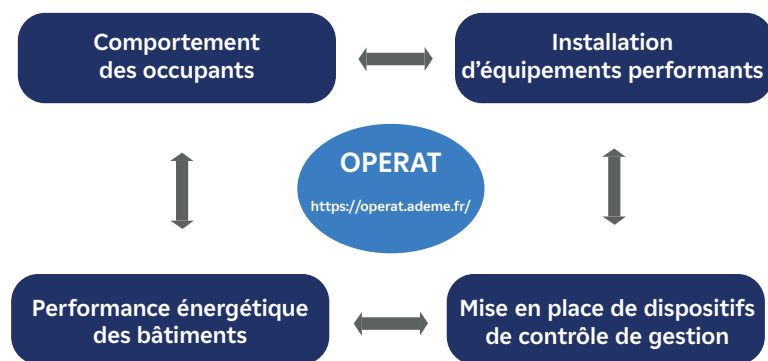 Comportement
des occupants
Installation
d'équipements performants
OPERAT
https://operat.ademe.fr/
Performance énergétique
des bâtiments
Mise en place de dispositifs
de contrôle de gestion